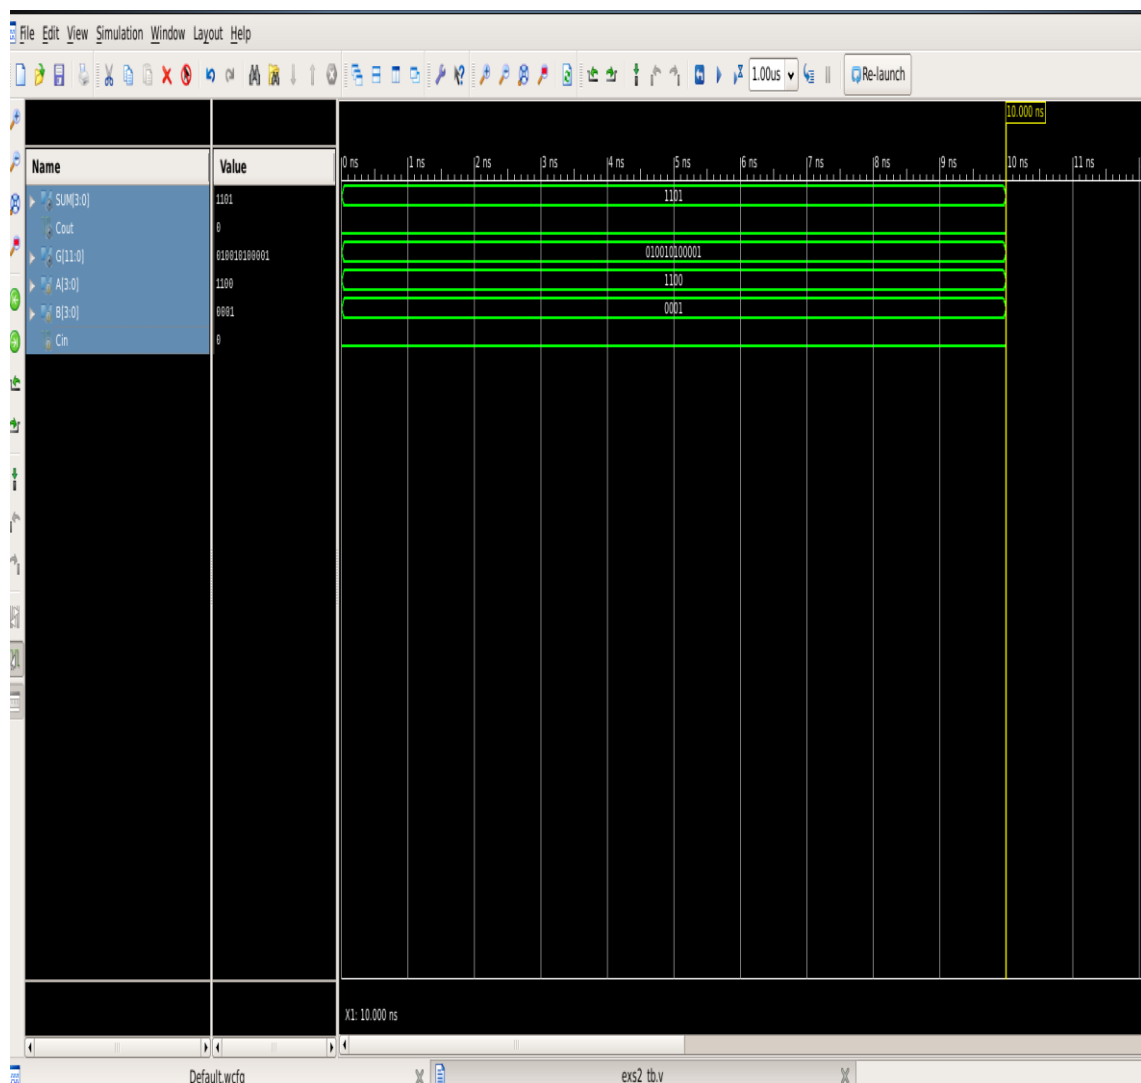 File Edit View Simulation Window Layout Help
1.00us Re-launch
10.000 ns
Name Value 0 ns 1 ns 2 ns 3 ns 4 ns 5 ns 6 ns 7 ns 8 ns 9 ns 10 ns 11 ns
SUM[3:0] 1101 1101
Cout 0
G[11:0] 010010100001 010010100001
A[3:0] 1100 1100
B[3:0] 0001 0001
Cin 0
X1: 10.000 ns
Default.wcfg exs2_tb.v